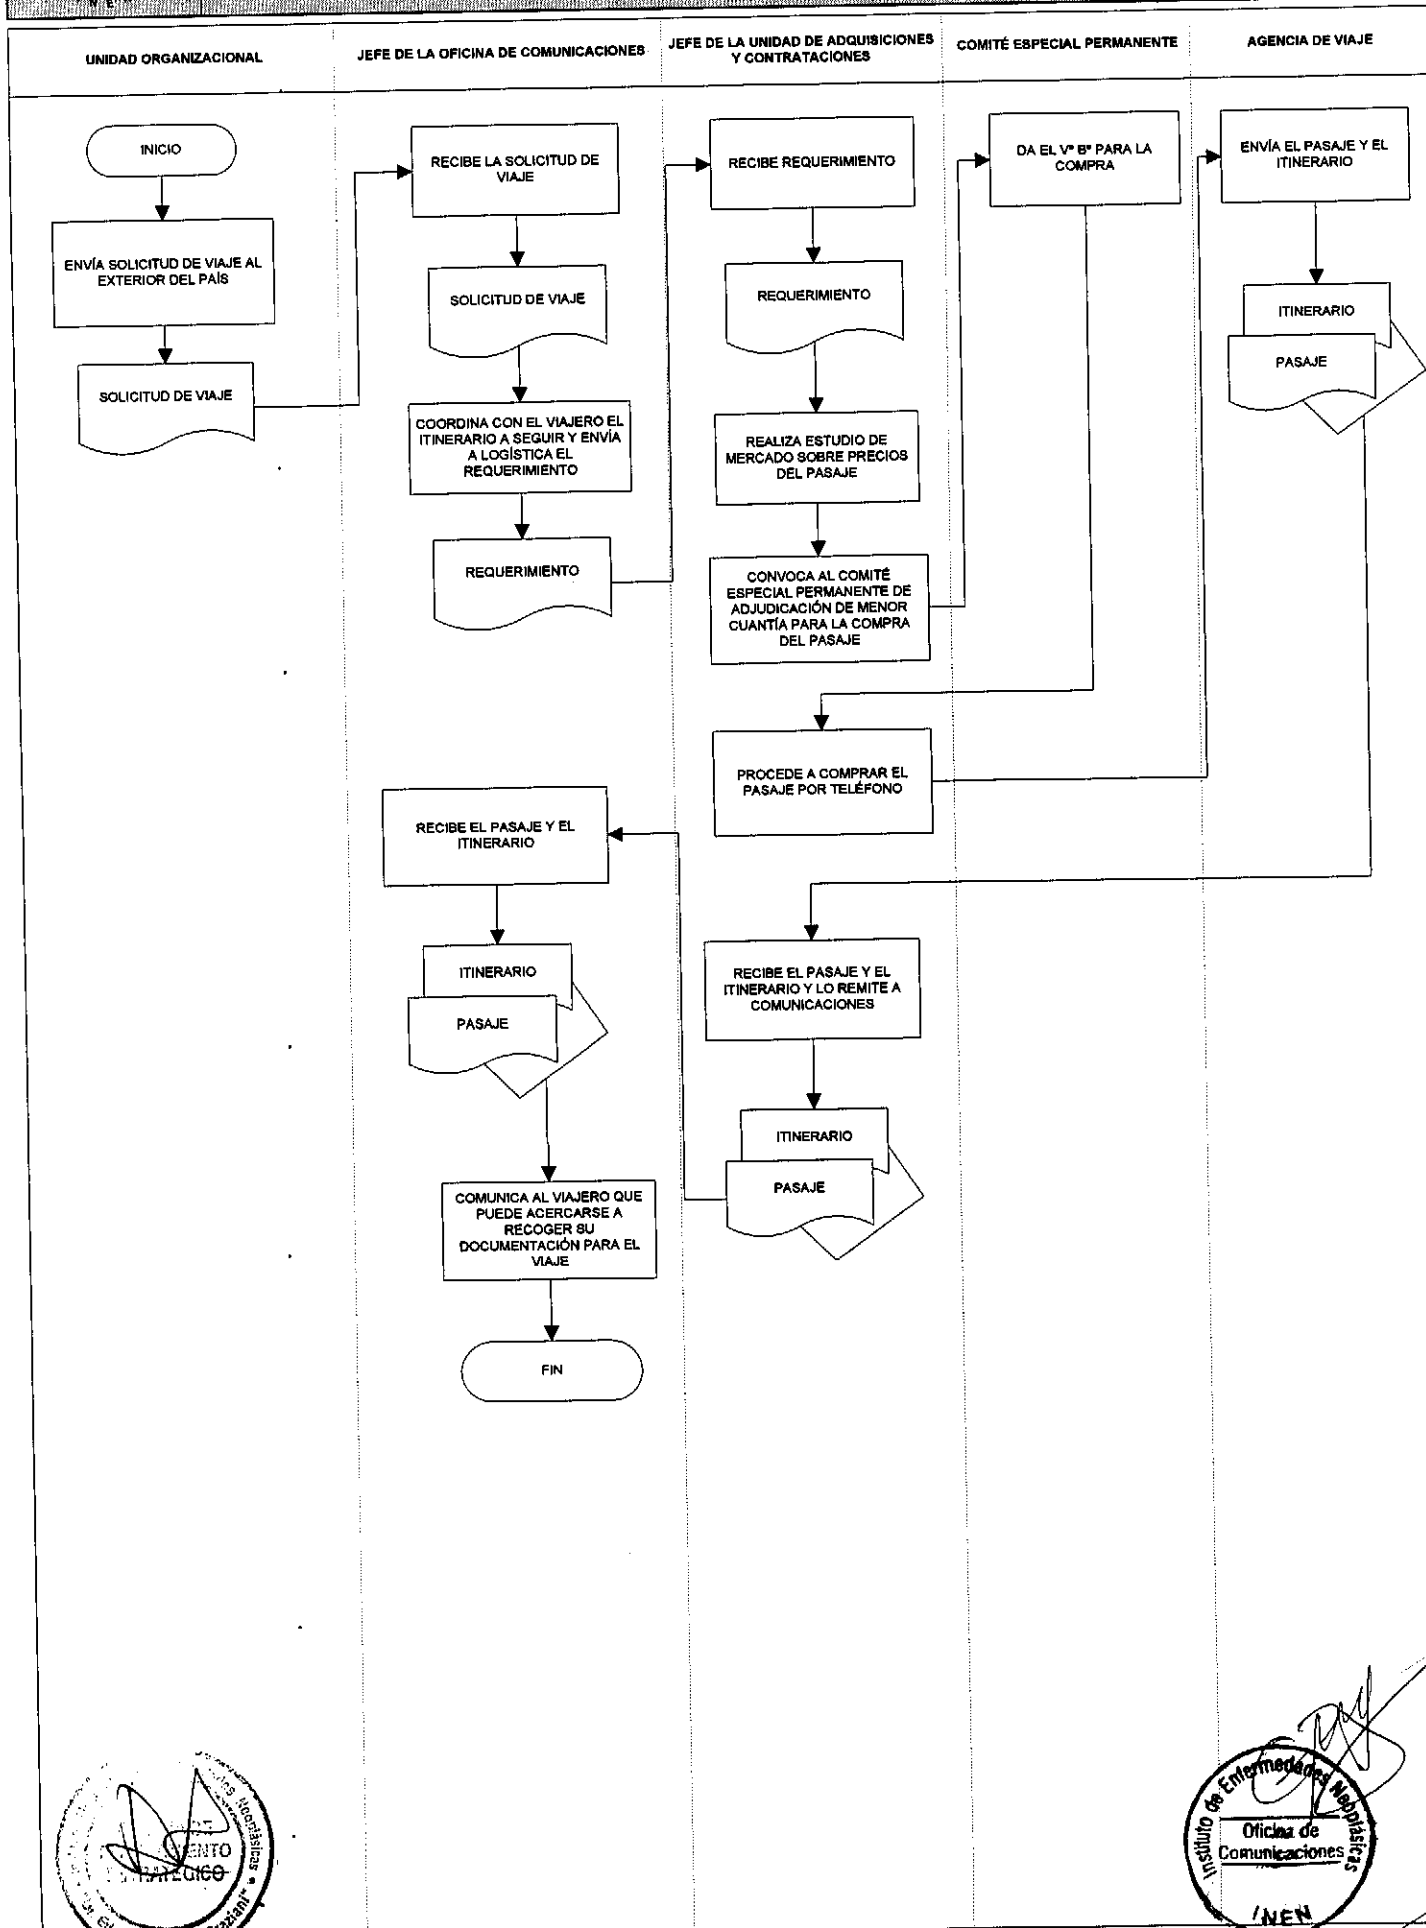 UNIDAD ORGANIZACIONAL
JEFE DE LA OFICINA DE COMUNICACIONES
JEFE DE LA UNIDAD DE ADQUISICIONES
Y CONTRATACIONES
COMITÉ ESPECIAL PERMANENTE
AGENCIA DE VIAJE
INICIO
ENVÍA SOLICITUD DE VIAJE AL
EXTERIOR DEL PAÍS
SOLICITUD DE VIAJE
RECIBE LA SOLICITUD DE
VIAJE
SOLICITUD DE VIAJE
COORDINA CON EL VIAJERO EL
ITINERARIO A SEGUIR Y ENVÍA
A LOGÍSTICA EL
REQUERIMIENTO
REQUERIMIENTO
RECIBE REQUERIMIENTO
REQUERIMIENTO
REALIZA ESTUDIO DE
MERCADO SOBRE PRECIOS
DEL PASAJE
CONVOCA AL COMITÉ
ESPECIAL PERMANENTE DE
ADJUDICACIÓN DE MENOR
CUANTÍA PARA LA COMPRA
DEL PASAJE
DA EL V° B° PARA LA
COMPRA
PROCEDE A COMPRAR EL
PASAJE POR TELÉFONO
ENVÍA EL PASAJE Y EL
ITINERARIO
ITINERARIO
PASAJE
RECIBE EL PASAJE Y EL
ITINERARIO Y LO REMITE A
COMUNICACIONES
ITINERARIO
PASAJE
RECIBE EL PASAJE Y EL
ITINERARIO
ITINERARIO
PASAJE
COMUNICA AL VIAJERO QUE
PUEDE ACERCARSE A
RECOGER SU
DOCUMENTACIÓN PARA EL
VIAJE
FIN
Neoplásicas
Instituto de Enfermedades Neoplásicas
Oficina de
Comunicaciones
INEN